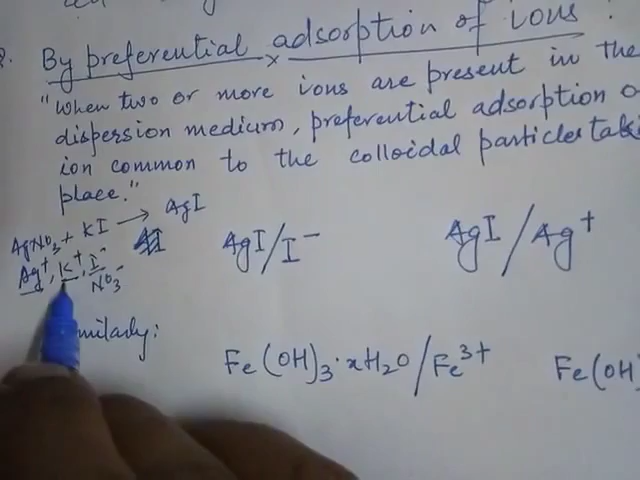 By preferential adsorption of ions:
"When two or more ions are present in the
dispersion medium, preferential adsorption
ion common to the colloidal particles
place."
AgNO₃ + KI → AgI
Ag⁺, K⁺, I⁻
NO₃⁻
AgI/I⁻ AgI/Ag⁺
Fe(OH)₃·xH₂O/Fe³⁺ Fe(OH)